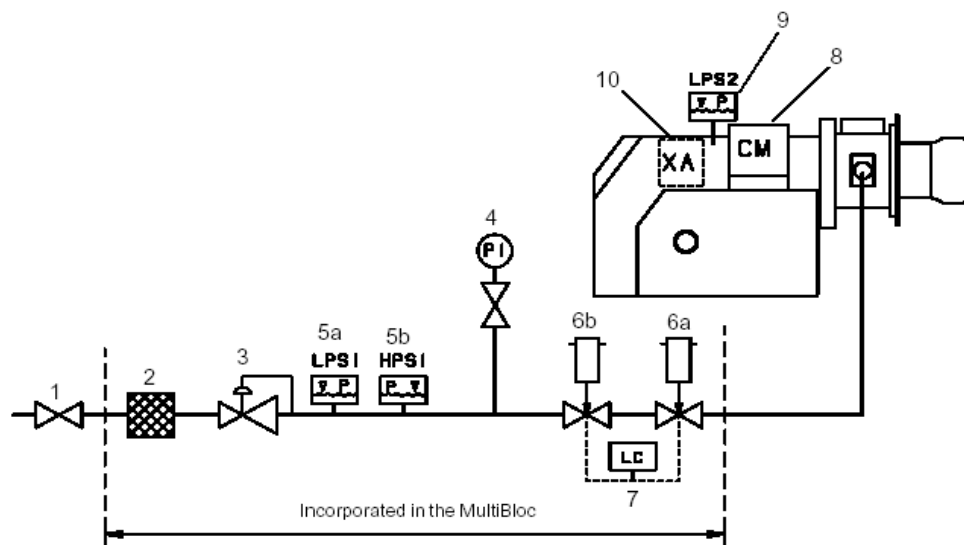 9
10
LPS2
8
P
XA
CM
4
PI
5a
5b
6b
6a
3
LPS1
HPS1
1
2
P
P
LC
7
Incorporated in the MultiBloc